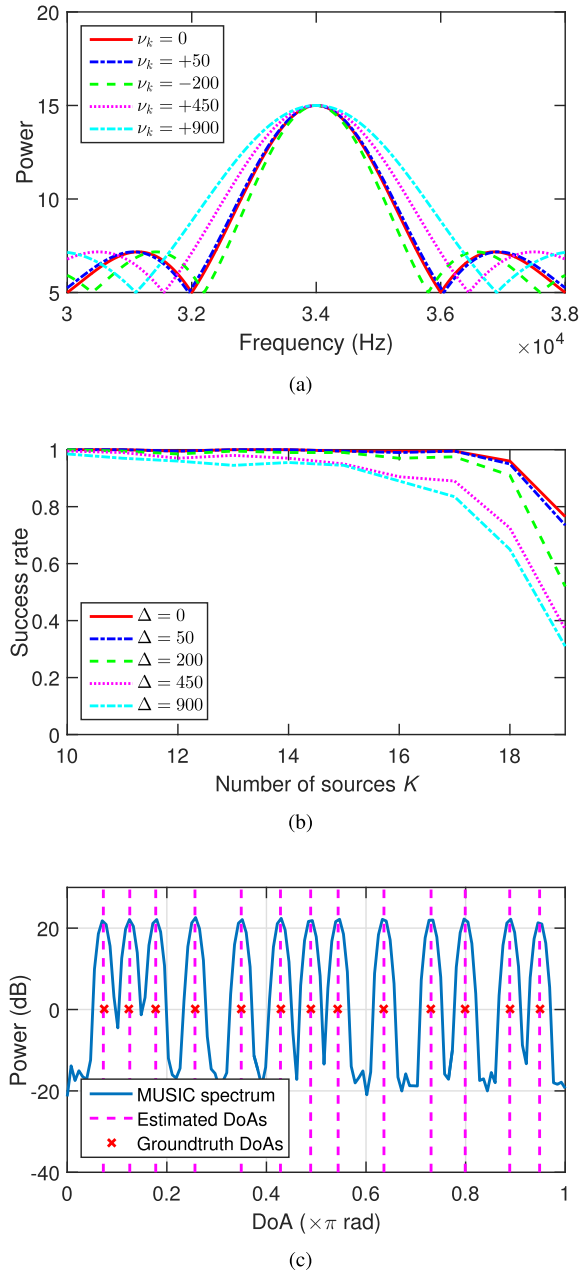 20
15
10
5
Power
ν_k = 0
ν_k = +50
ν_k = −200
ν_k = +450
ν_k = +900
3 3.2 3.4 3.6 3.8
Frequency (Hz)
×10^4
(a)
1
0.8
0.6
0.4
0.2
0
Success rate
Δ = 0
Δ = 50
Δ = 200
Δ = 450
Δ = 900
10 12 14 16 18
Number of sources K
(b)
20
0
-20
-40
Power (dB)
MUSIC spectrum
Estimated DoAs
Groundtruth DoAs
0 0.2 0.4 0.6 0.8 1
DoA (×π rad)
(c)